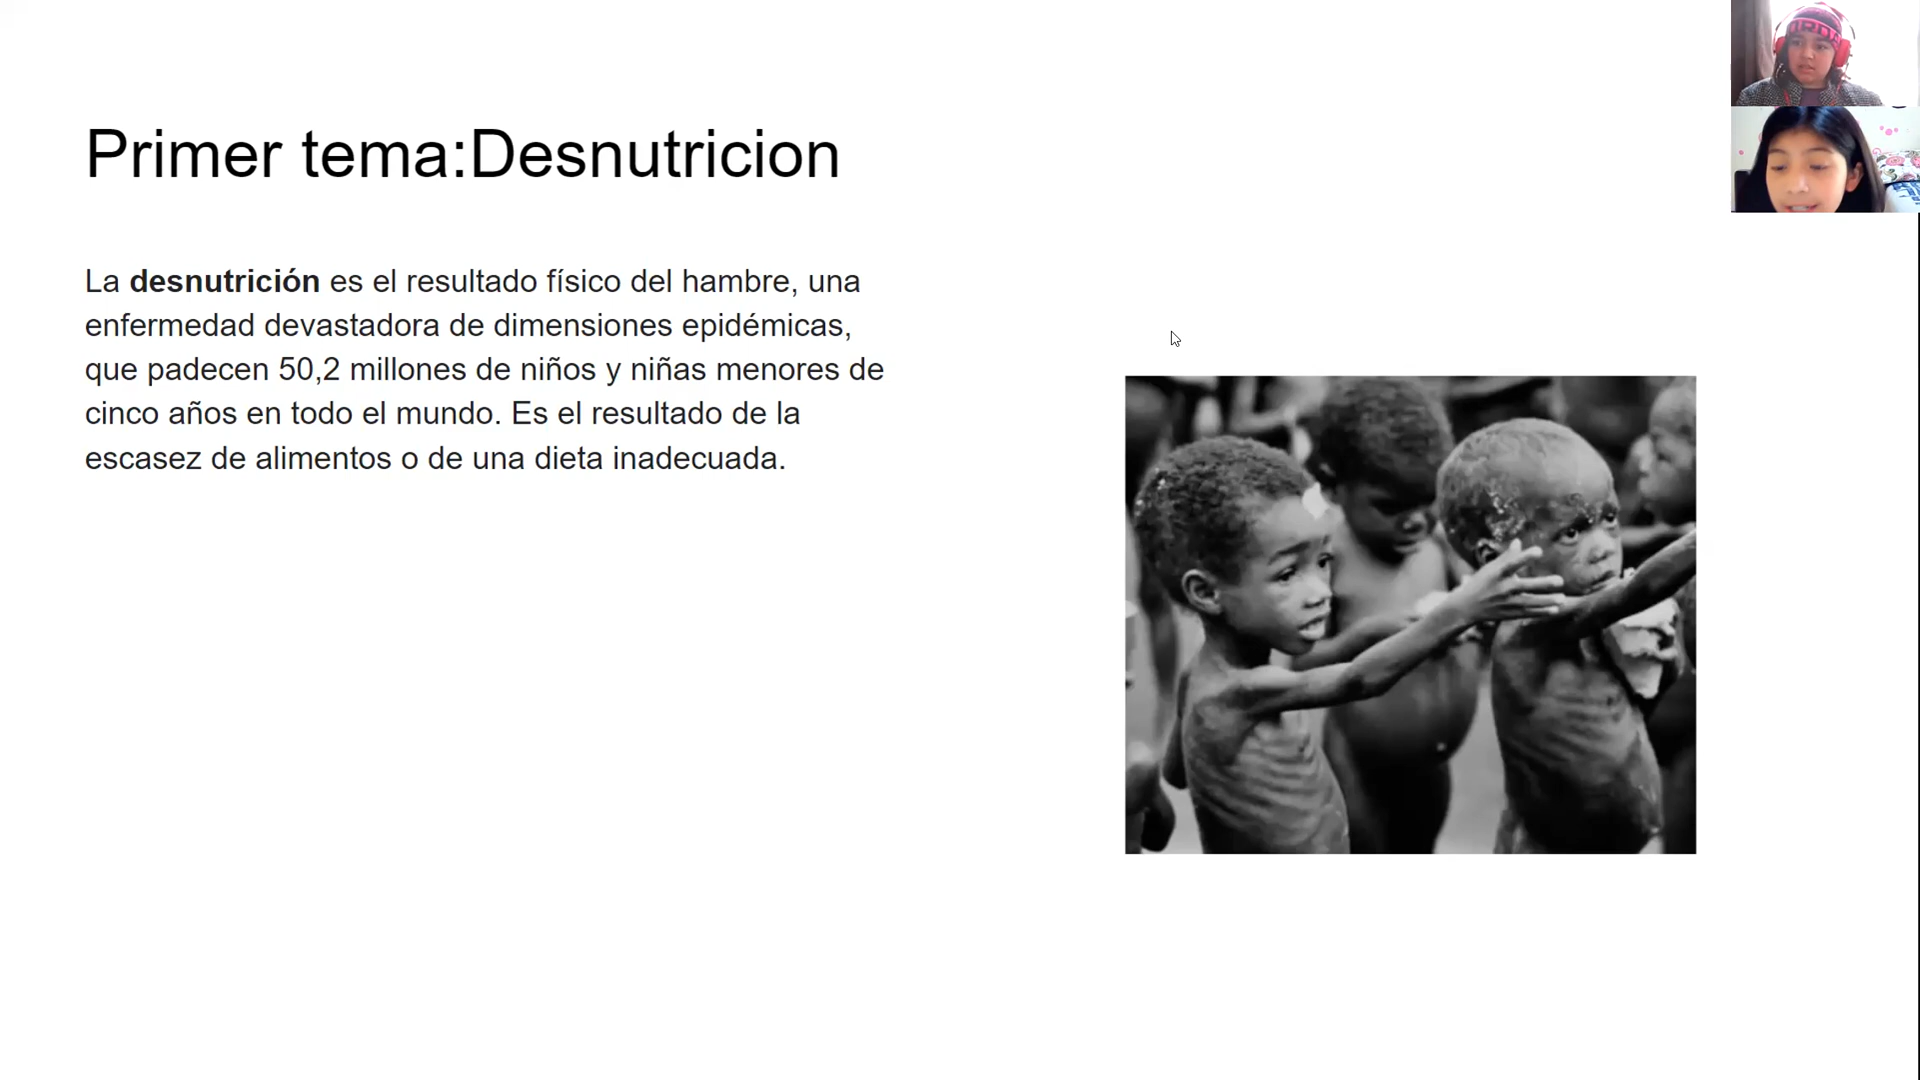 Primer tema:Desnutricion
La desnutrición es el resultado físico del hambre, una
enfermedad devastadora de dimensiones epidémicas,
que padecen 50,2 millones de niños y niñas menores de
cinco años en todo el mundo. Es el resultado de la
escasez de alimentos o de una dieta inadecuada.